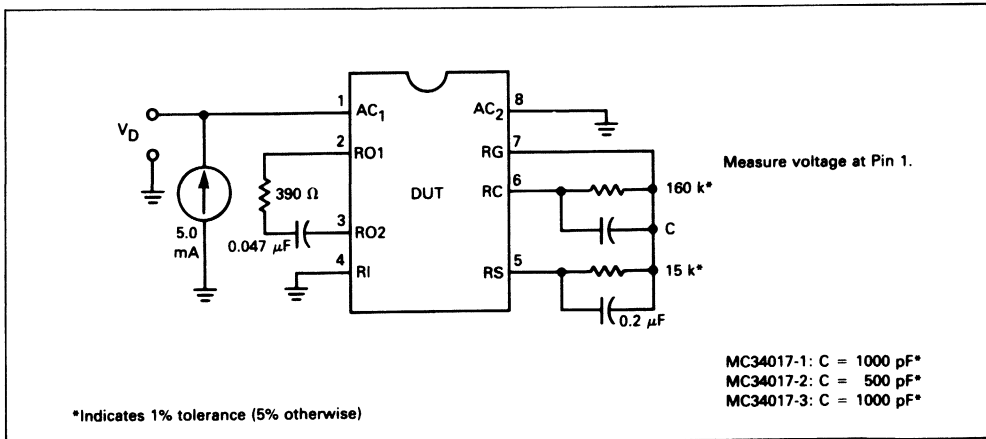 1
AC1
8
AC2
VD
2
RO1
7
RG
Measure voltage at Pin 1.
390 Ω
DUT
6
RC
160 k*
3
RO2
C
5.0
mA
0.047 μF
4
RI
5
RS
15 k*
0.2 μF
MC34017-1: C = 1000 pF*
MC34017-2: C = 500 pF*
MC34017-3: C = 1000 pF*
*Indicates 1% tolerance (5% otherwise)